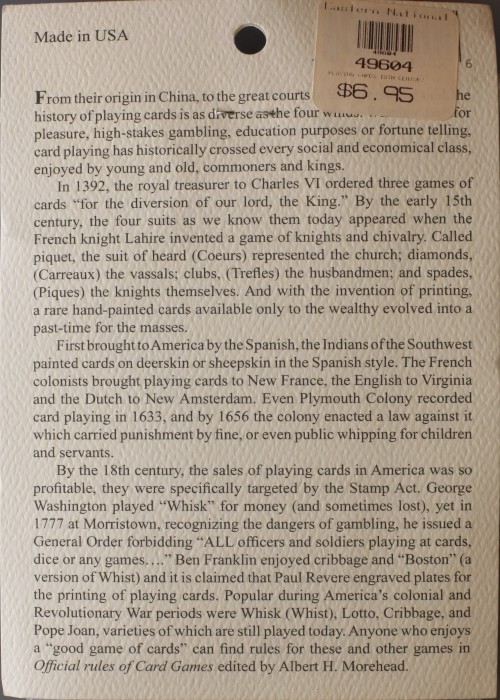 Made in USA
Eastern National
49604
49604
PLAYING CARDS, 18TH CENTURY
$6.95
6
From their origin in China, to the great courts he
history of playing cards is as diverse as the four for
pleasure, high-stakes gambling, education purposes or fortune telling,
card playing has historically crossed every social and economical class,
enjoyed by young and old, commoners and kings.
In 1392, the royal treasurer to Charles VI ordered three games of
cards “for the diversion of our lord, the King.” By the early 15th
century, the four suits as we know them today appeared when the
French knight Lahire invented a game of knights and chivalry. Called
piquet, the suit of heard (Coeurs) represented the church; diamonds,
(Carreaux) the vassals; clubs, (Trefles) the husbandmen; and spades,
(Piques) the knights themselves. And with the invention of printing,
a rare hand-painted cards available only to the wealthy evolved into a
past-time for the masses.
First brought to America by the Spanish, the Indians of the Southwest
painted cards on deerskin or sheepskin in the Spanish style. The French
colonists brought playing cards to New France, the English to Virginia
and the Dutch to New Amsterdam. Even Plymouth Colony recorded
card playing in 1633, and by 1656 the colony enacted a law against it
which carried punishment by fine, or even public whipping for children
and servants.
By the 18th century, the sales of playing cards in America was so
profitable, they were specifically targeted by the Stamp Act. George
Washington played “Whisk” for money (and sometimes lost), yet in
1777 at Morristown, recognizing the dangers of gambling, he issued a
General Order forbidding “ALL officers and soldiers playing at cards,
dice or any games….” Ben Franklin enjoyed cribbage and “Boston” (a
version of Whist) and it is claimed that Paul Revere engraved plates for
the printing of playing cards. Popular during America’s colonial and
Revolutionary War periods were Whisk (Whist), Lotto, Cribbage, and
Pope Joan, varieties of which are still played today. Anyone who enjoys
a “good game of cards” can find rules for these and other games in
Official rules of Card Games edited by Albert H. Morehead.